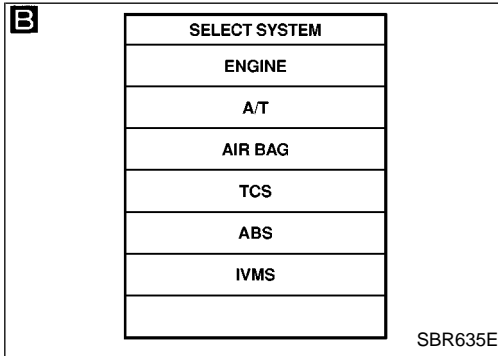 B
SELECT SYSTEM
ENGINE
A/T
AIR BAG
TCS
ABS
IVMS
SBR635E